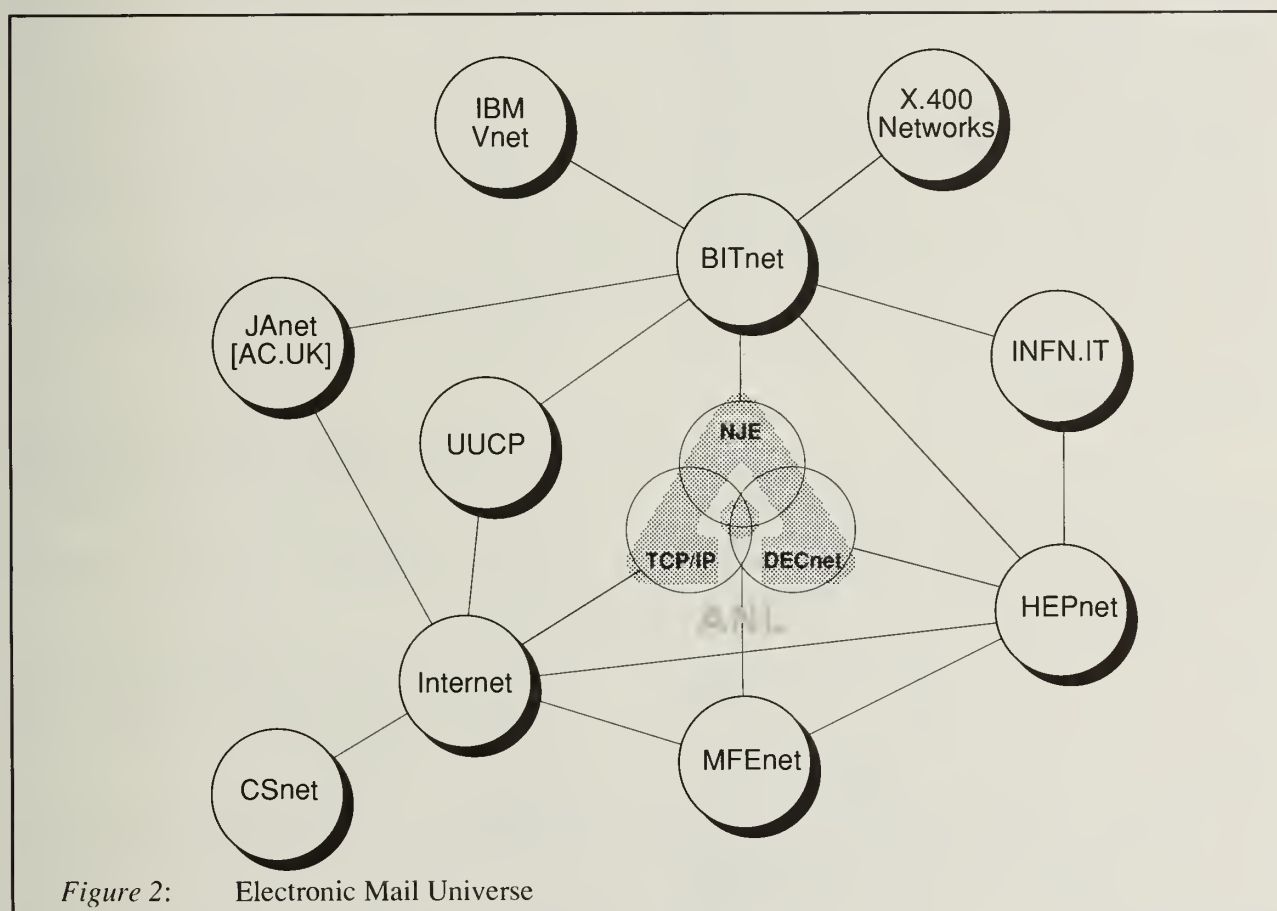 IBM
Vnet
X.400
Networks
BITnet
JAnet
[AC.UK]
INFN.IT
UUCP
NJE
TCP/IP
DECnet
HEPnet
ANL
Internet
MFEnet
CSnet
Figure 2: Electronic Mail Universe